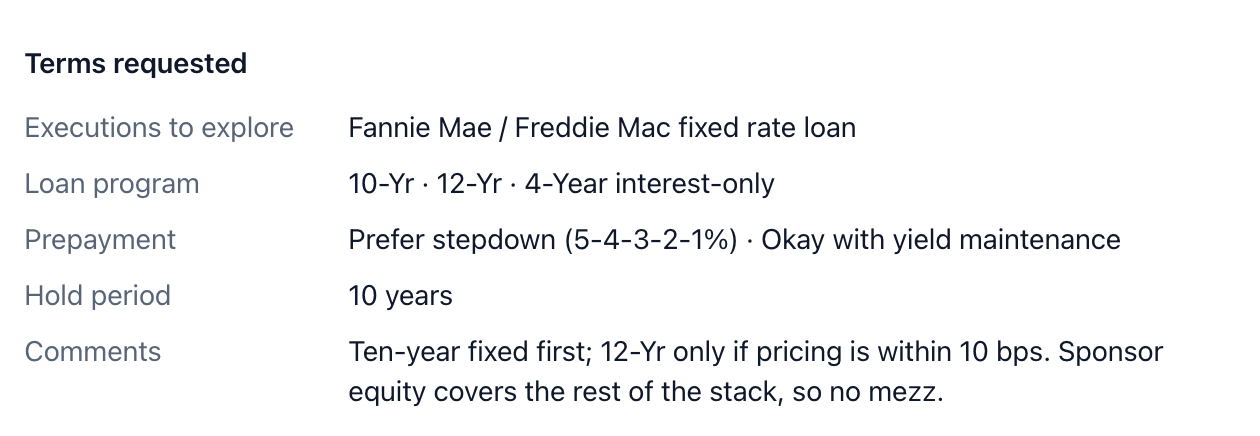 Terms requested
Executions to explore Fannie Mae / Freddie Mac fixed rate loan
Loan program 10-Yr · 12-Yr · 4-Year interest-only
Prepayment Prefer stepdown (5-4-3-2-1%) · Okay with yield maintenance
Hold period 10 years
Comments Ten-year fixed first; 12-Yr only if pricing is within 10 bps. Sponsor
equity covers the rest of the stack, so no mezz.